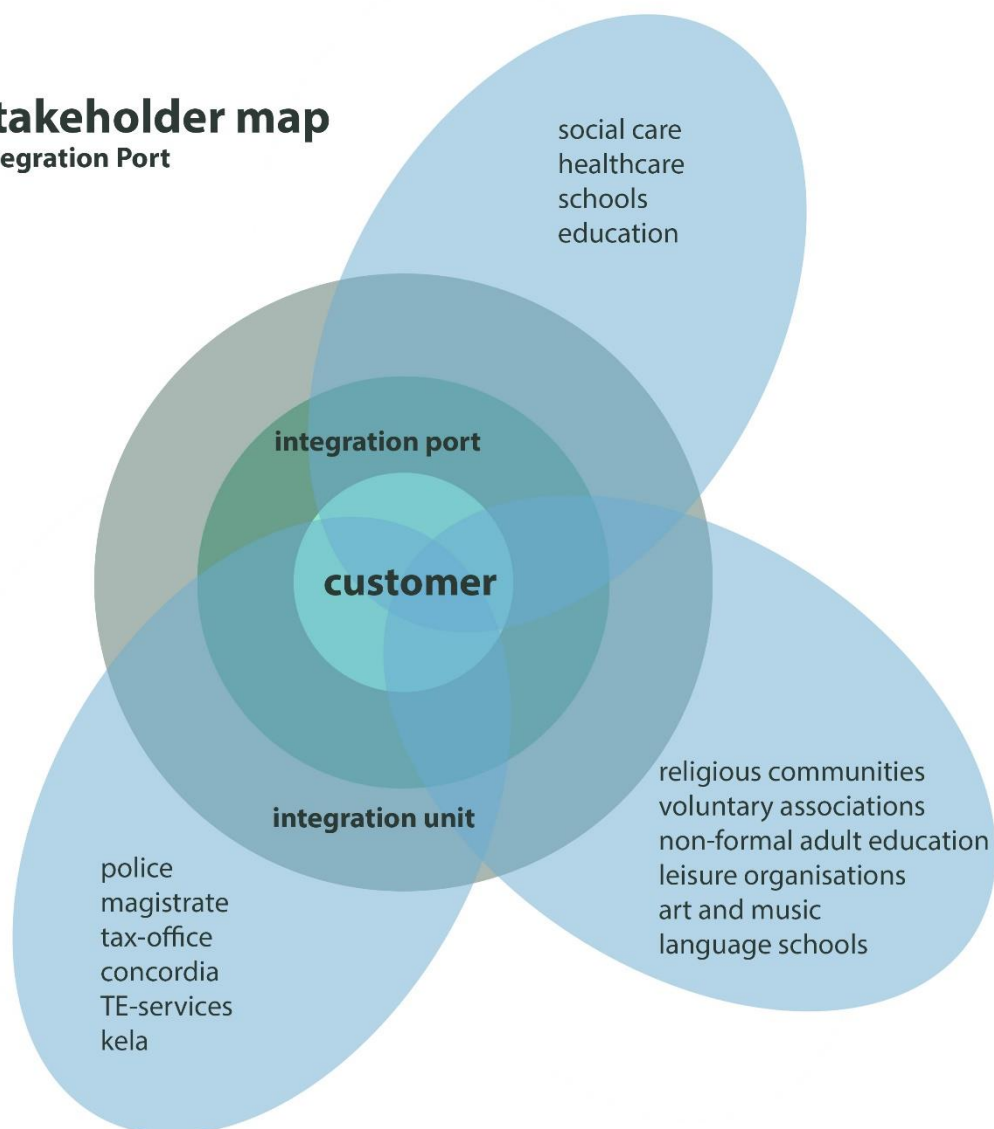 takeholder map
tegration Port
social care
healthcare
schools
education
integration port
customer
integration unit
religious communities
voluntary associations
non-formal adult education
leisure organisations
art and music
language schools
police
magistrate
tax-office
concordia
TE-services
kela